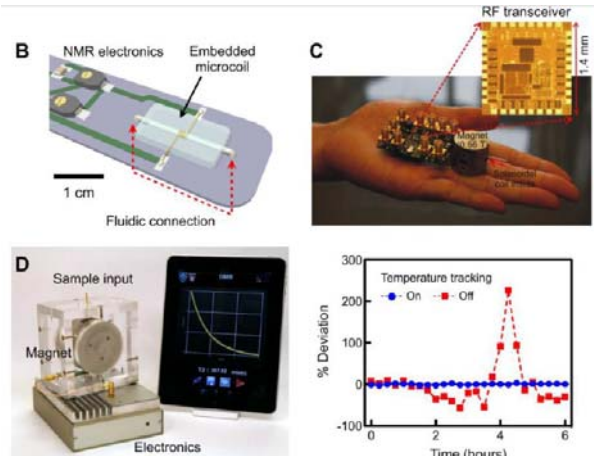 RF transceiver
B
NMR electronics
Embedded
microcoil
1 cm
Fluidic connection
C
1.4 mm
Magnet
Solenoidal
D
Sample input
Magnet
Electronics
300
200
100
0
-100
% Deviation
Temperature tracking
On
Off
0
2
4
6
Time (hours)